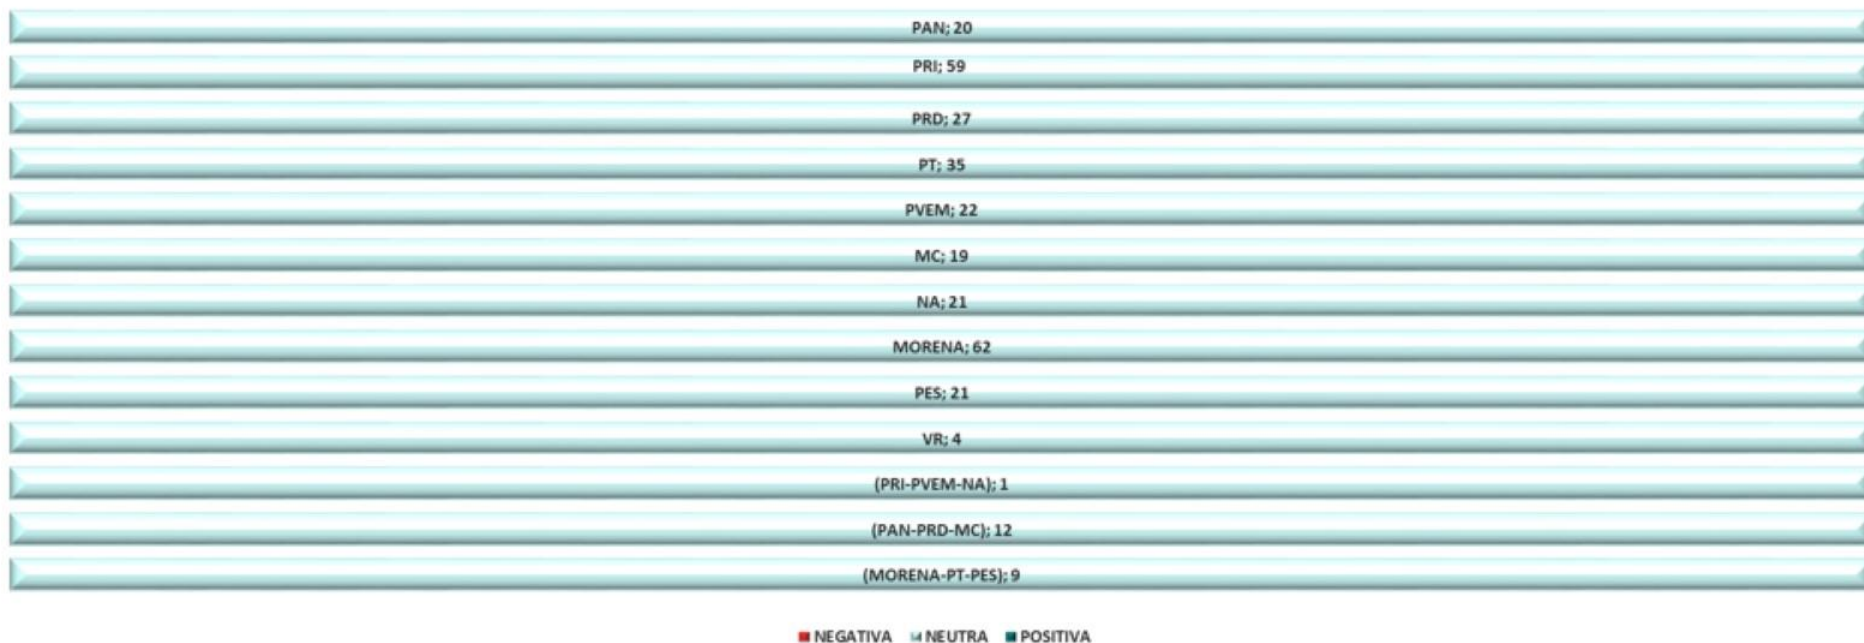 PAN; 20
PRI; 59
PRD; 27
PT; 35
PVEM; 22
MC; 19
NA; 21
MORENA; 62
PES; 21
VR; 4
(PRI-PVEM-NA); 1
(PAN-PRD-MC); 12
(MORENA-PT-PES); 9
NEGATIVA NEUTRA POSITIVA